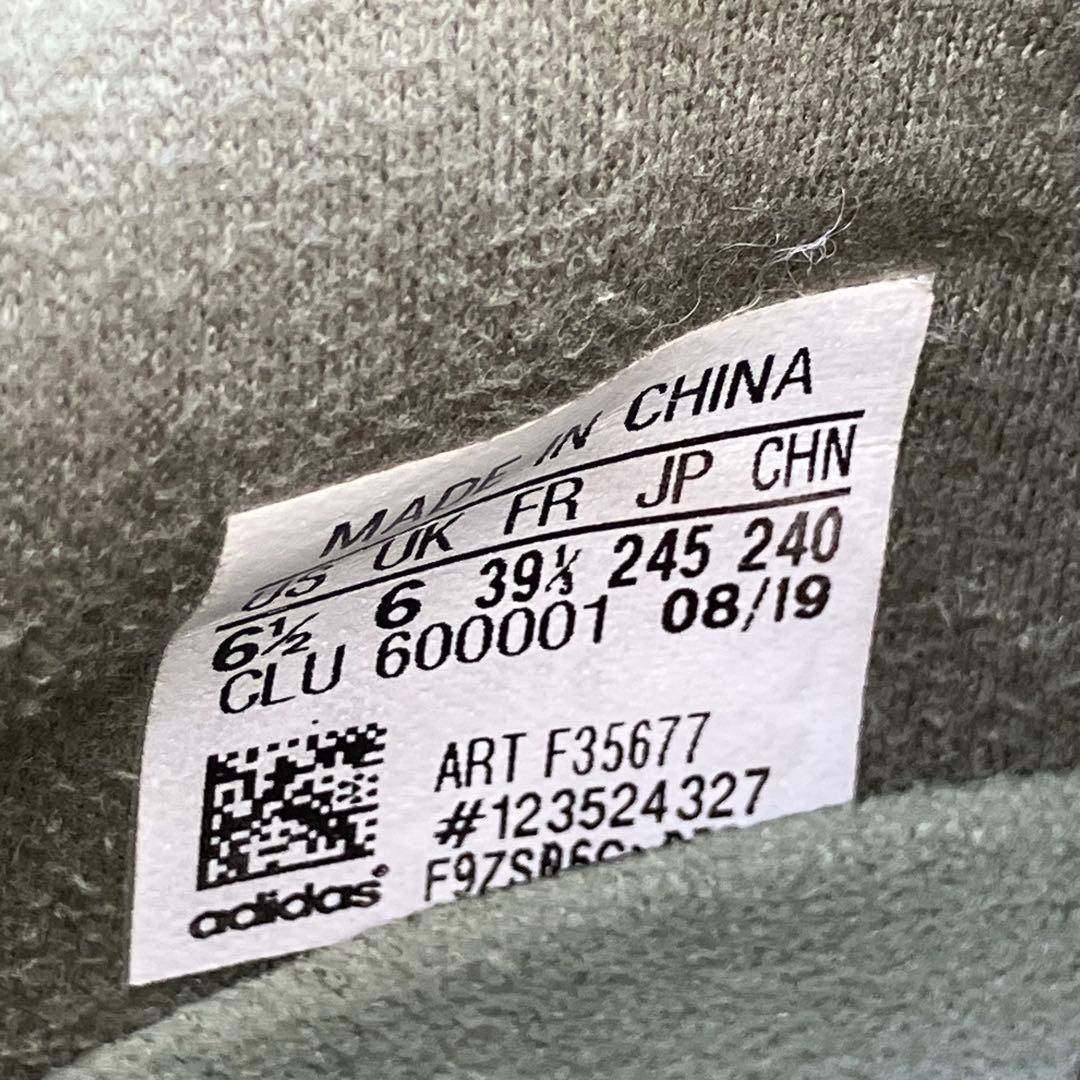 MADE IN CHINA
US UK FR JP CHN
6½ 6 39⅓ 245 240
CLU 600001 08/19
ART F35677
#123524327
adidas®